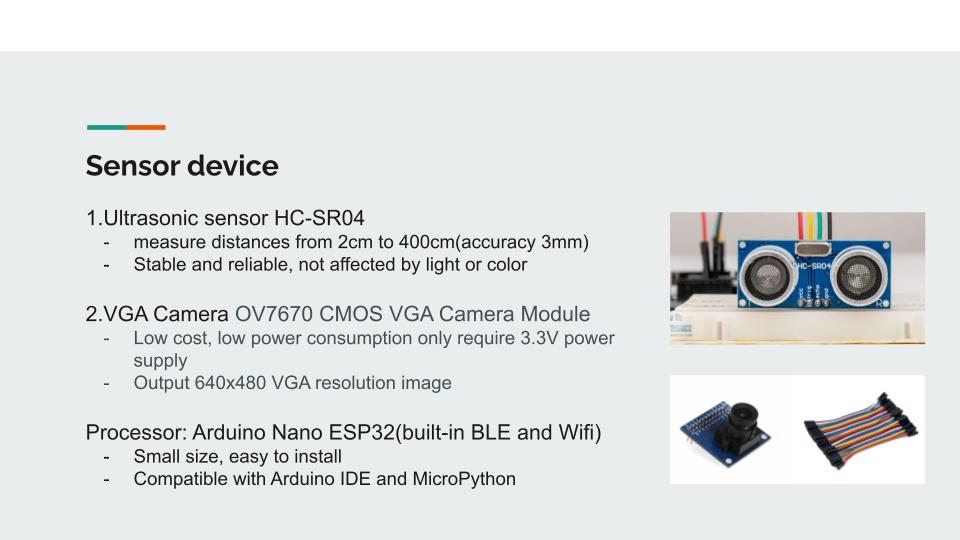 Sensor device
1.Ultrasonic sensor HC-SR04
- measure distances from 2cm to 400cm(accuracy 3mm)
- Stable and reliable, not affected by light or color
2.VGA Camera OV7670 CMOS VGA Camera Module
- Low cost, low power consumption only require 3.3V power
supply
- Output 640x480 VGA resolution image
Processor: Arduino Nano ESP32(built-in BLE and Wifi)
- Small size, easy to install
- Compatible with Arduino IDE and MicroPython
HC-SR04
T
R